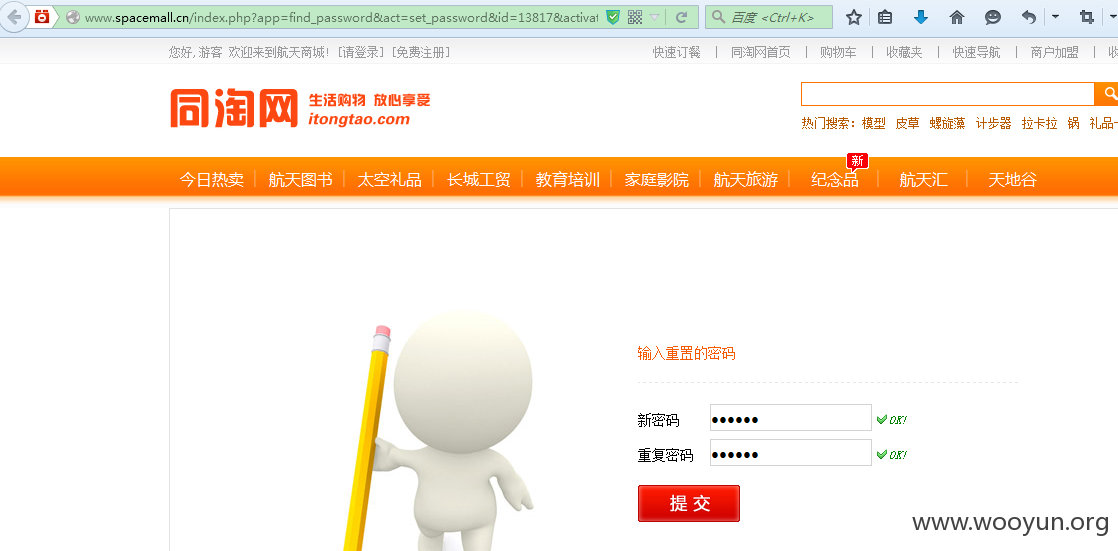 www.spacemall.cn/index.php?app=find_password&act=set_password&id=13817&activat
百度 <Ctrl+K>
您好,游客 欢迎来到航天商城! [请登录] [免费注册]
快速订餐 | 同淘网首页 | 购物车 | 收藏夹 | 快速导航 | 商户加盟 | 收
同淘网 生活购物 放心享受
itongtao.com
热门搜索: 模型 皮草 螺旋藻 计步器 拉卡拉 锅 礼品卡
新
今日热卖 | 航天图书 | 太空礼品 | 长城工贸 | 教育培训 | 家庭影院 | 航天旅游 | 纪念品 | 航天汇 | 天地谷
输入重置的密码
新密码 •••••• OK!
重复密码 •••••• OK!
提交
www.wooyun.org